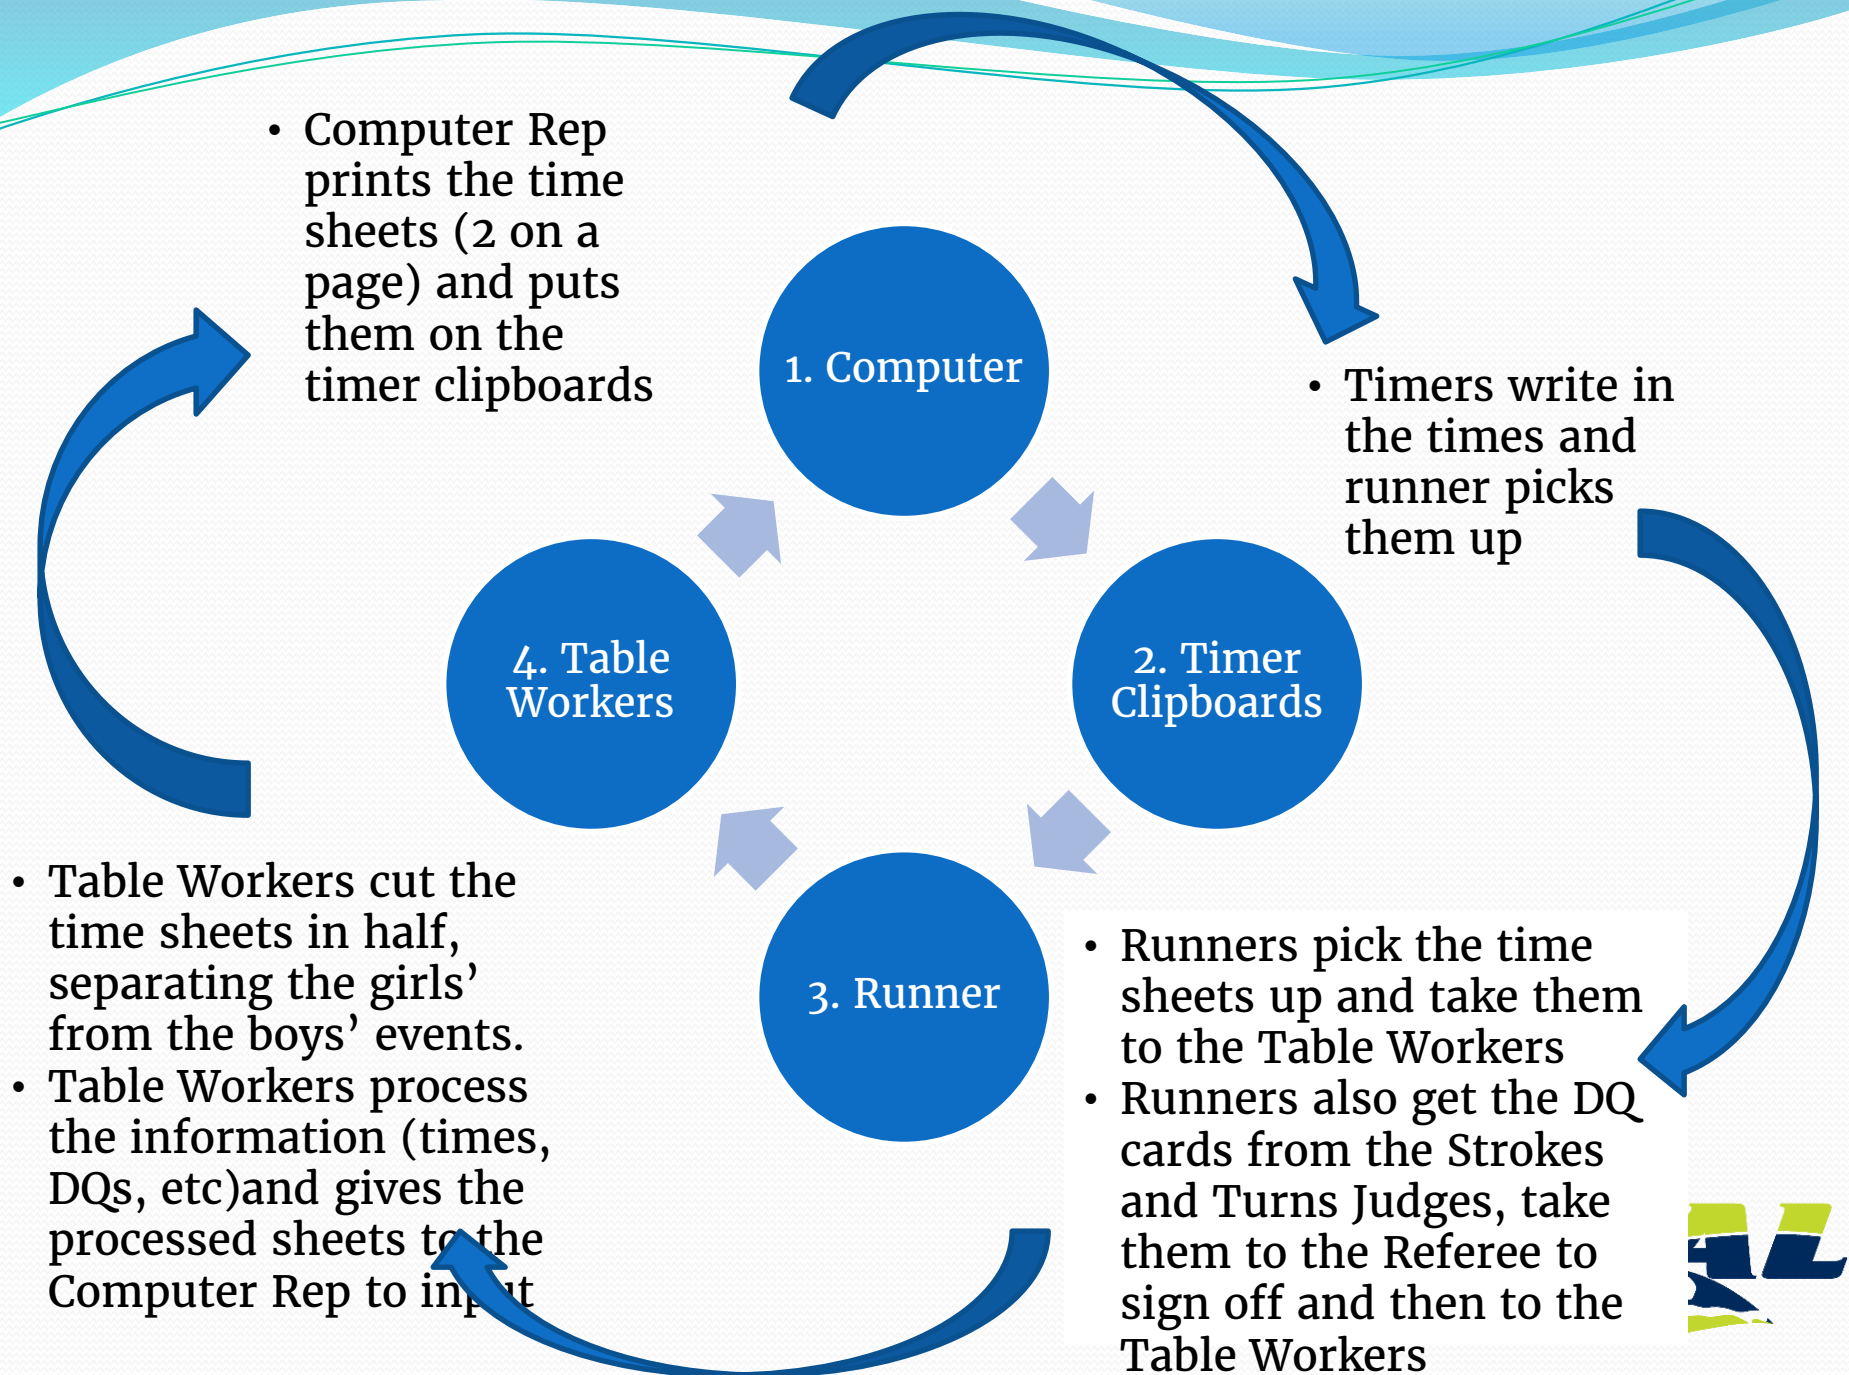 • Computer Rep
prints the time
sheets (2 on a
page) and puts
them on the
timer clipboards
1. Computer
• Timers write in
the times and
runner picks
them up
2. Timer
Clipboards
3. Runner
• Runners pick the time
sheets up and take them
to the Table Workers
• Runners also get the DQ
cards from the Strokes
and Turns Judges, take
them to the Referee to
sign off and then to the
Table Workers
4. Table
Workers
• Table Workers cut the
time sheets in half,
separating the girls’
from the boys’ events.
• Table Workers process
the information (times,
DQs, etc)and gives the
processed sheets to the
Computer Rep to input